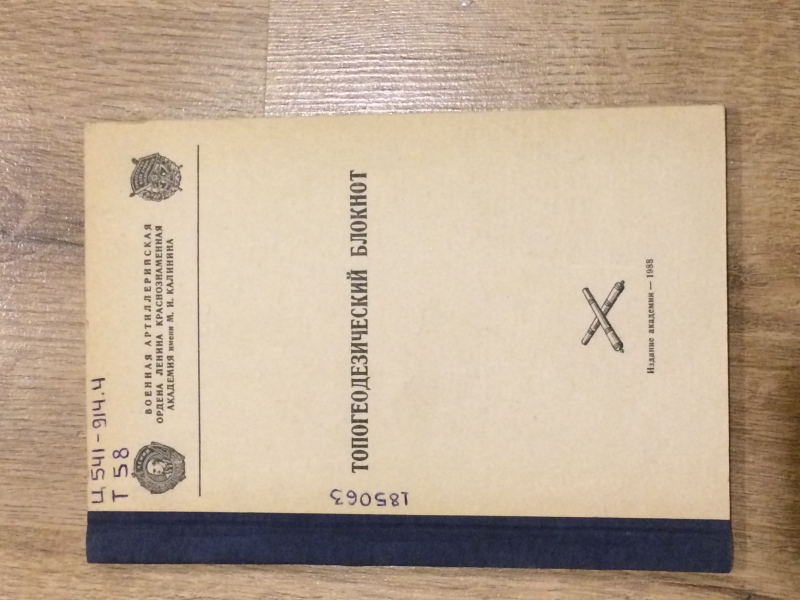 Ц 541-914.4
Т 58
ВОЕННАЯ АРТИЛЛЕРИЙСКАЯ
ОРДЕНА ЛЕНИНА КРАСНОЗНАМЕННАЯ
АКАДЕМИЯ имени М. И. КАЛИНИНА
ТОПОГЕОДЕЗИЧЕСКИЙ БЛОКНОТ
185063
Издание академии — 1988